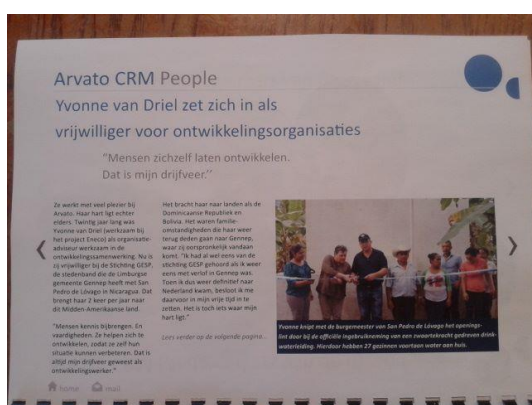 Arvato CRM People
Yvonne van Driel zet zich in als
vrijwilliger voor ontwikkelingsorganisaties
"Mensen zichzelf laten ontwikkelen.
Dat is mijn drijfveer."
Ze werkt met veel plezier bij
Arvato. Haar hart ligt echter
elders. Twintig jaar lang was
Yvonne van Driel (werkzaam bij
het project Eneco) als organisatie-
adviseur werkzaam in de
ontwikkelingssamenwerking. Nu is
zij vrijwilliger bij de Stichting GESP,
de stedenband die de Limburgse
gemeente Gennep heeft met San
Pedro de Lóvago in Nicaragua. Dat
brengt haar 2 keer per jaar naar
dit Midden-Amerikaanse land.
"Mensen kennis bijbrengen. En
vaardigheden. Ze helpen zich te
ontwikkelen, zodat ze zelf hun
situatie kunnen verbeteren. Dat is
altijd mijn drijfveer geweest als
ontwikkelingswerker."
Het bracht haar naar landen als de
Dominicaanse Republiek en
Bolivia. Het waren familie-
omstandigheden die haar weer
terug deden gaan naar Gennep,
waar zij oorspronkelijk vandaan
komt. "Ik had al wel eens van de
stichting GESP gehoord als ik weer
eens met verlof in Gennep was.
Toen ik dus weer definitief naar
Nederland kwam, besloot ik me
daarvoor in mijn vrije tijd in te
zetten. Het is toch iets waar mijn
hart ligt."
Lees verder op de volgende pagina...
Yvonne knipt met de burgemeester van San Pedro de Lóvago het openings-
lint door bij de officiële ingebruikneming van een zwaartekracht gedreven drink-
waterleiding. Hierdoor hebben 27 gezinnen voortaan water aan huis.
home mail